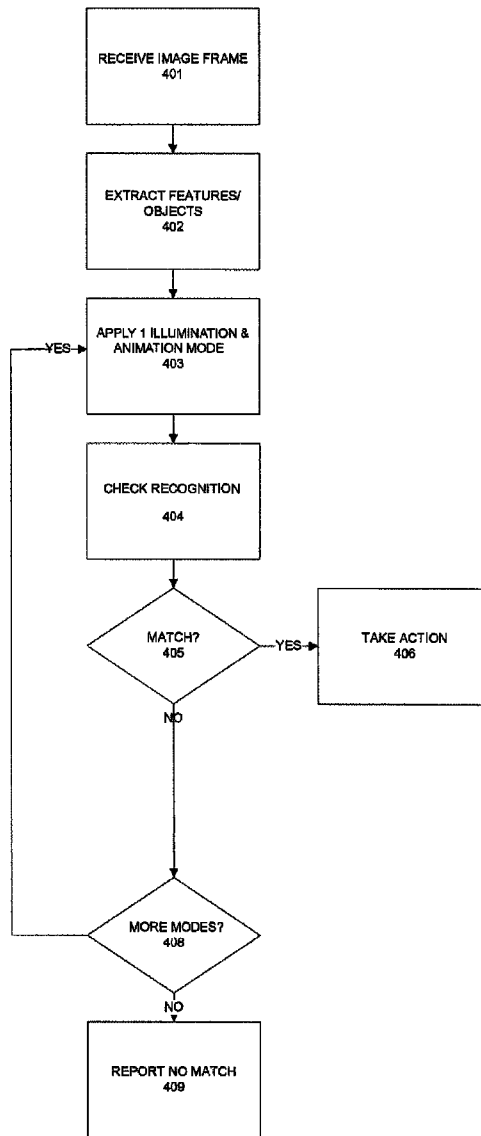 RECEIVE IMAGE FRAME
401
EXTRACT FEATURES/
OBJECTS
402
APPLY 1 ILLUMINATION &
ANIMATION MODE
403
YES
CHECK RECOGNITION
404
MATCH?
405
YES
TAKE ACTION
406
NO
MORE MODES?
408
NO
REPORT NO MATCH
409